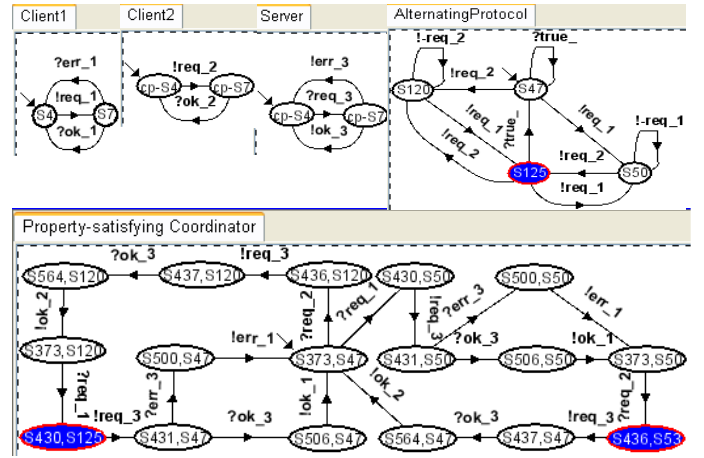 Client1 Client2 Server AlternatingProtocol
?err_1
!req_1
?ok_1
S4 S7
!req_2
?ok_2
cp-S4 cp-S7
!err_3
?req_3
!ok_3
cp-S4 cp-S7
!-req_2 ?true_
S120 !req_2 S47
!req_1 !req_1 !-req_1
!req_2 ?true_ !req_2
S125 S50
!req_1
Property-satisfying Coordinator
?ok_3 !req_3
S564,S120 S437,S120 S436,S120 S430,S50 S500,S50
!ok_2 ?req_2 ?req_1 !req_3 ?err_3 !err_1
S373,S120 S500,S47 !err_1 S373,S47 S431,S50 ?ok_3 S506,S50 !ok_1 S373,S50
?req_1 ?err_3 !ok_1 !ok_2 ?req_2
S430,S125 !req_3 S431,S47 ?ok_3 S506,S47 S564,S47 ?ok_3 S437,S47 !req_3 S436,S53